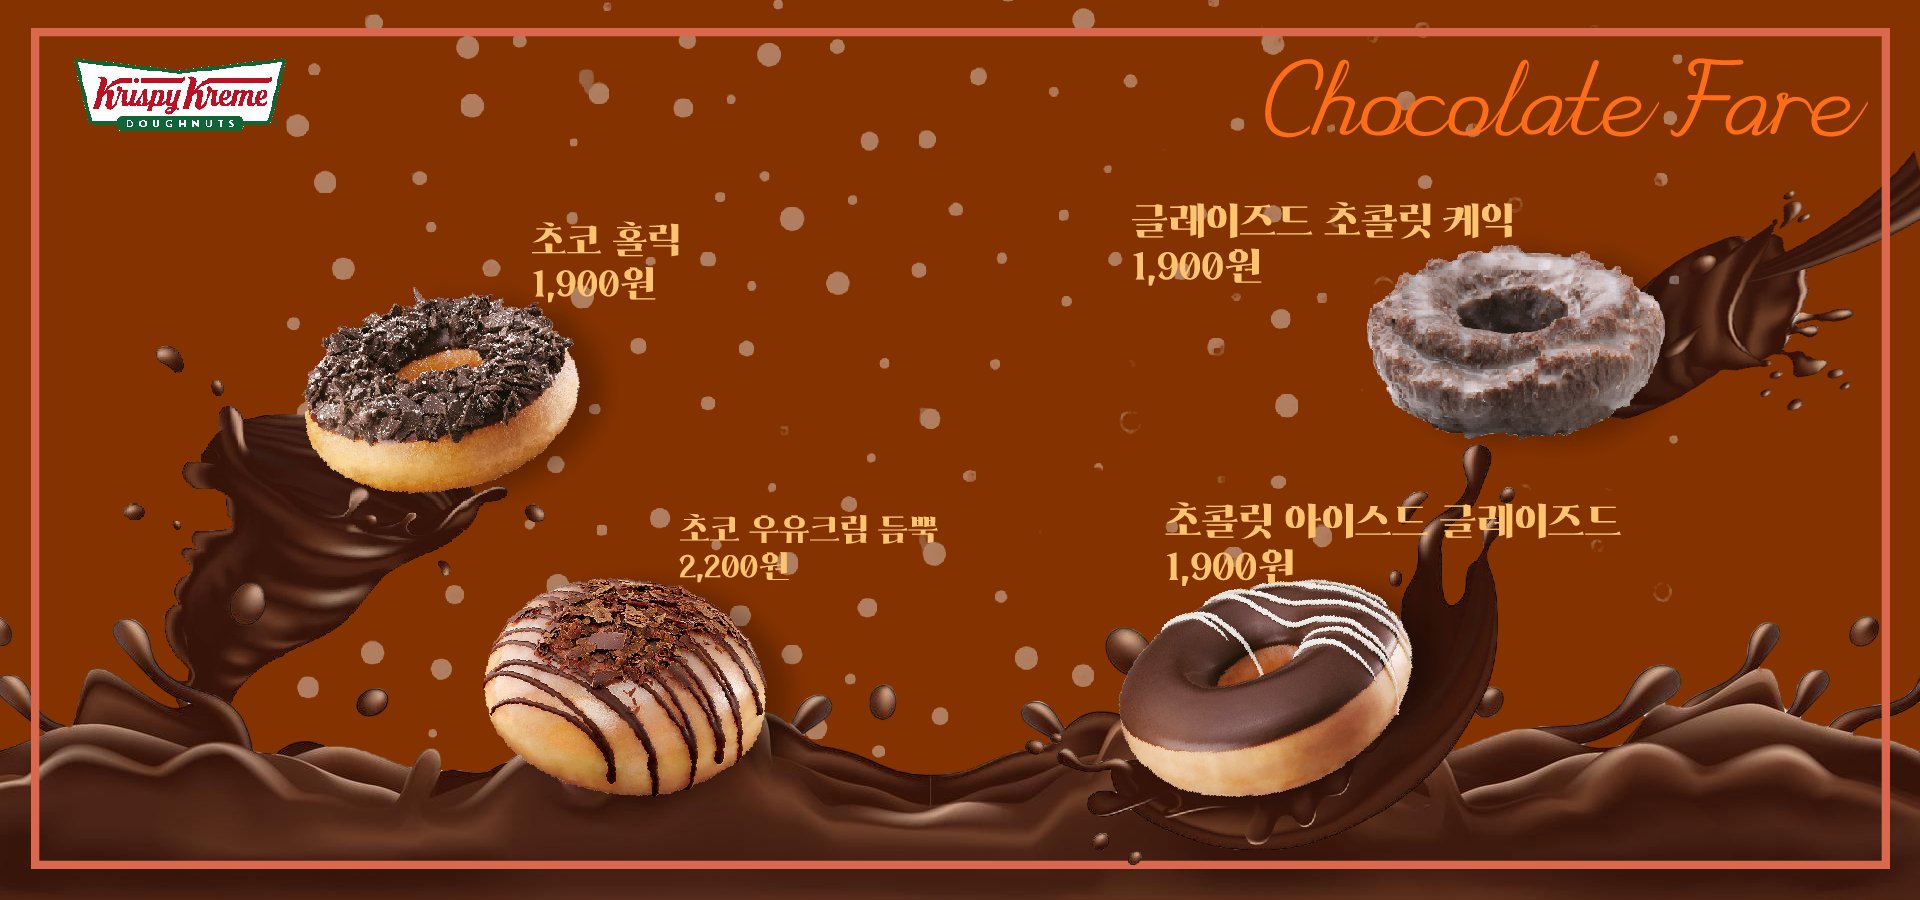 Krispy Kreme
DOUGHNUTS
Chocolate Fare
초코 홀릭
1,900원
글레이즈드 초콜릿 케익
1,900원
초코 우유크림 듬뿍
2,200원
초콜릿 아이스드 글레이즈드
1,900원